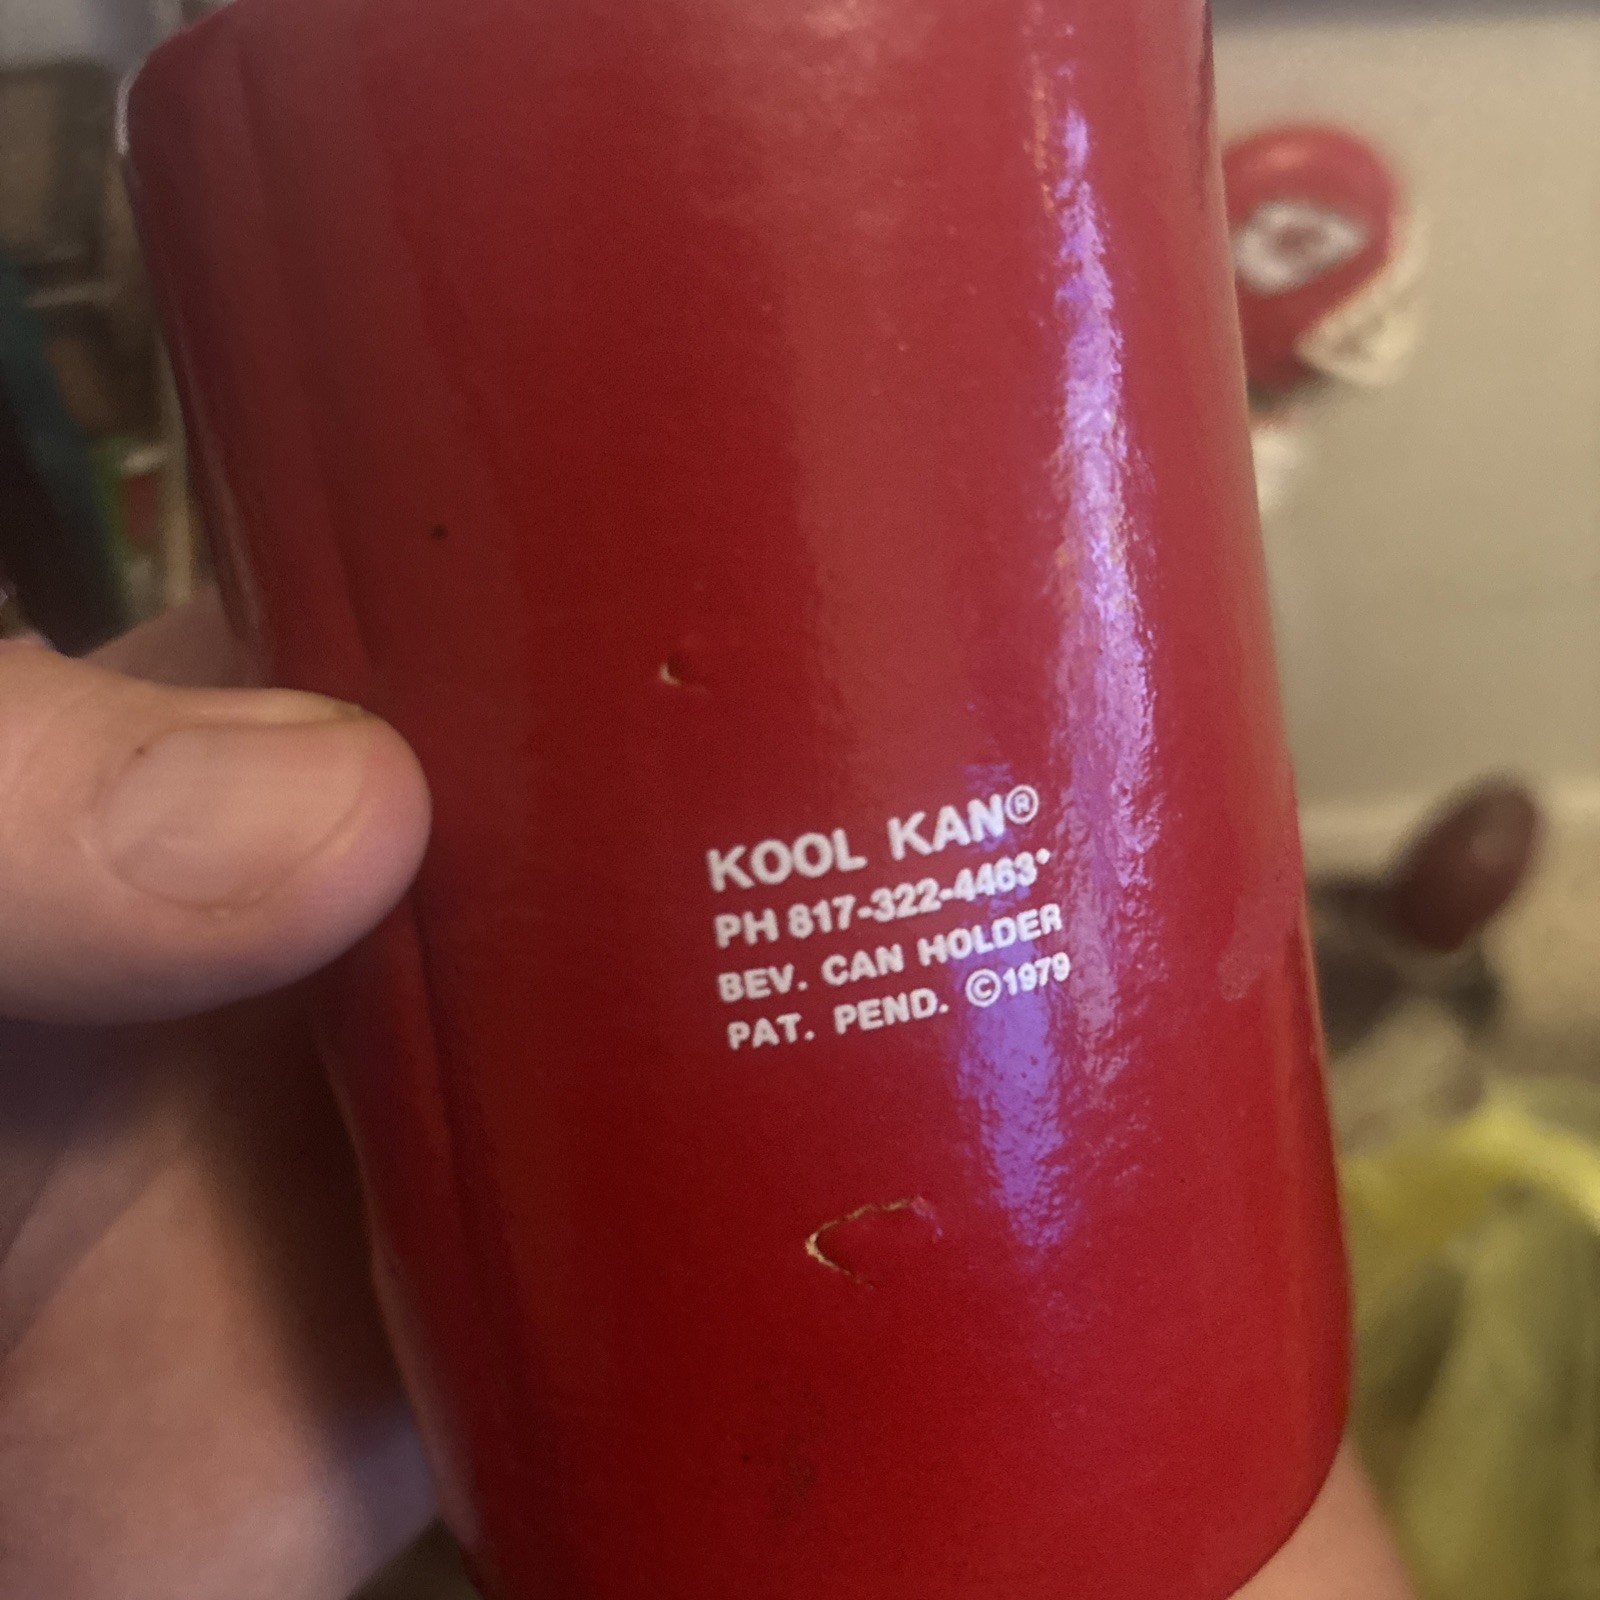 KOOL KAN®
PH 817-322-4463*
BEV. CAN HOLDER
PAT. PEND. ©1979